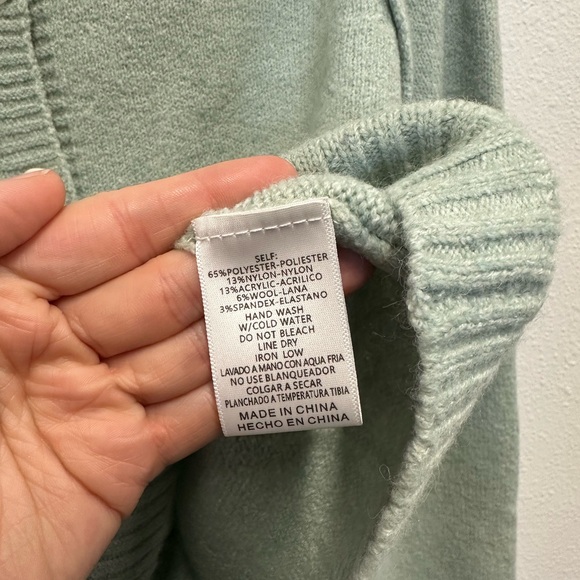 SELF:
65%POLYESTER-POLIESTER
13%NYLON-NYLON
13%ACRYLIC-ACRILICO
6%WOOL-LANA
3%SPANDEX-ELASTANO
HAND WASH
W/COLD WATER
DO NOT BLEACH
LINE DRY
IRON LOW
LAVADO A MANO CON AQUA FRIA
NO USE BLANQUEADOR
COLGAR A SECAR
PLANCHADO A TEMPERATURA TIBIA
MADE IN CHINA
HECHO EN CHINA